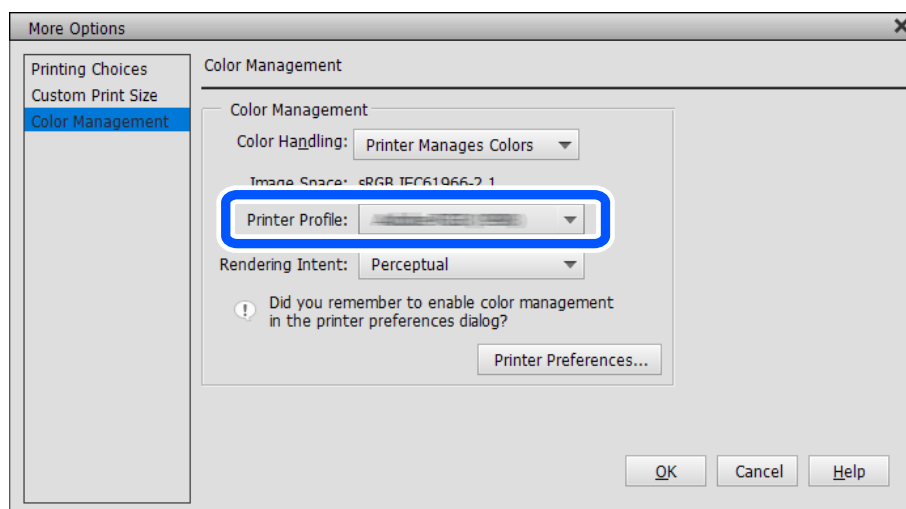 More Options
Printing Choices
Custom Print Size
Color Management
Color Management
Color Management
Color Handling: Printer Manages Colors
Image Space: sRGB IEC61966-2.1
Printer Profile:
Rendering Intent: Perceptual
Did you remember to enable color management
in the printer preferences dialog?
Printer Preferences...
OK Cancel Help